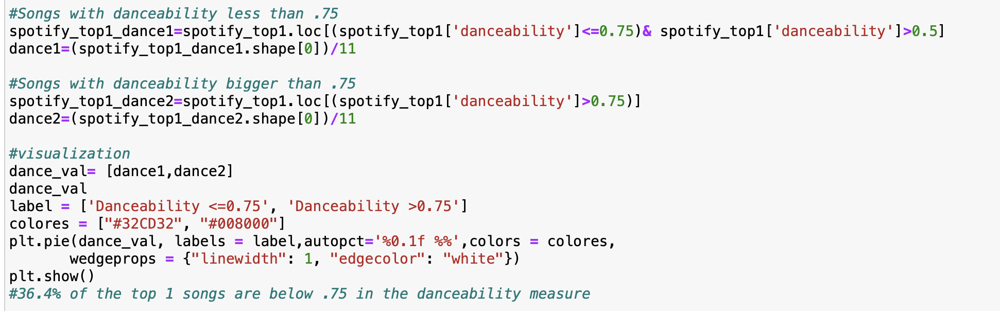 #Songs with danceability less than .75
spotify_top1_dance1=spotify_top1.loc[(spotify_top1['danceability']<=0.75)& spotify_top1['danceability']>0.5]
dance1=(spotify_top1_dance1.shape[0])/11
#Songs with danceability bigger than .75
spotify_top1_dance2=spotify_top1.loc[(spotify_top1['danceability']>0.75)]
dance2=(spotify_top1_dance2.shape[0])/11
#visualization
dance_val= [dance1,dance2]
dance_val
label = ['Danceability <=0.75', 'Danceability >0.75']
colores = ["#32CD32", "#008000"]
plt.pie(dance_val, labels = label,autopct='%0.1f %%',colors = colores,
       wedgeprops = {"linewidth": 1, "edgecolor": "white"})
plt.show()
#36.4% of the top 1 songs are below .75 in the danceability measure